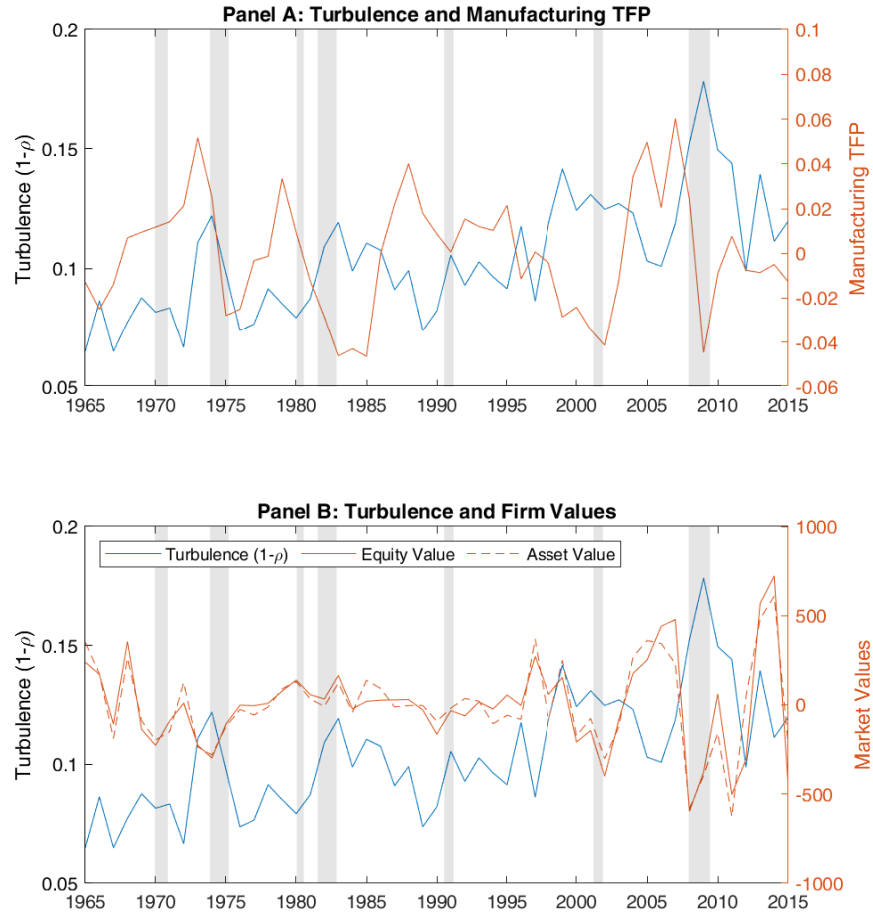 Panel A: Turbulence and Manufacturing TFP
0.2
0.15
0.1
0.05
Turbulence (1-ρ)
0.1
0.08
0.06
0.04
0.02
0
-0.02
-0.04
-0.06
Manufacturing TFP
1965 1970 1975 1980 1985 1990 1995 2000 2005 2010 2015
Panel B: Turbulence and Firm Values
Turbulence (1-ρ) Equity Value Asset Value
0.2
0.15
0.1
0.05
Turbulence (1-ρ)
1000
500
0
-500
-1000
Market Values
1965 1970 1975 1980 1985 1990 1995 2000 2005 2010 2015